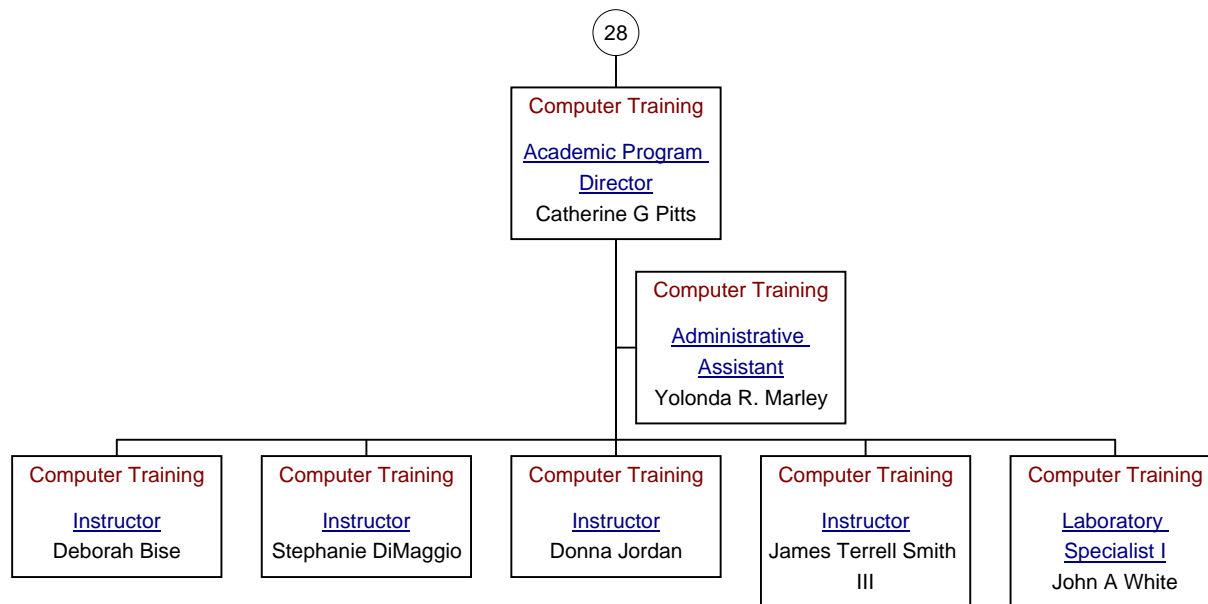 28
Computer Training
Academic Program
Director
Catherine G Pitts
Computer Training
Administrative
Assistant
Yolonda R. Marley
Computer Training
Instructor
Deborah Bise
Computer Training
Instructor
Stephanie DiMaggio
Computer Training
Instructor
Donna Jordan
Computer Training
Instructor
James Terrell Smith
III
Computer Training
Laboratory
Specialist I
John A White